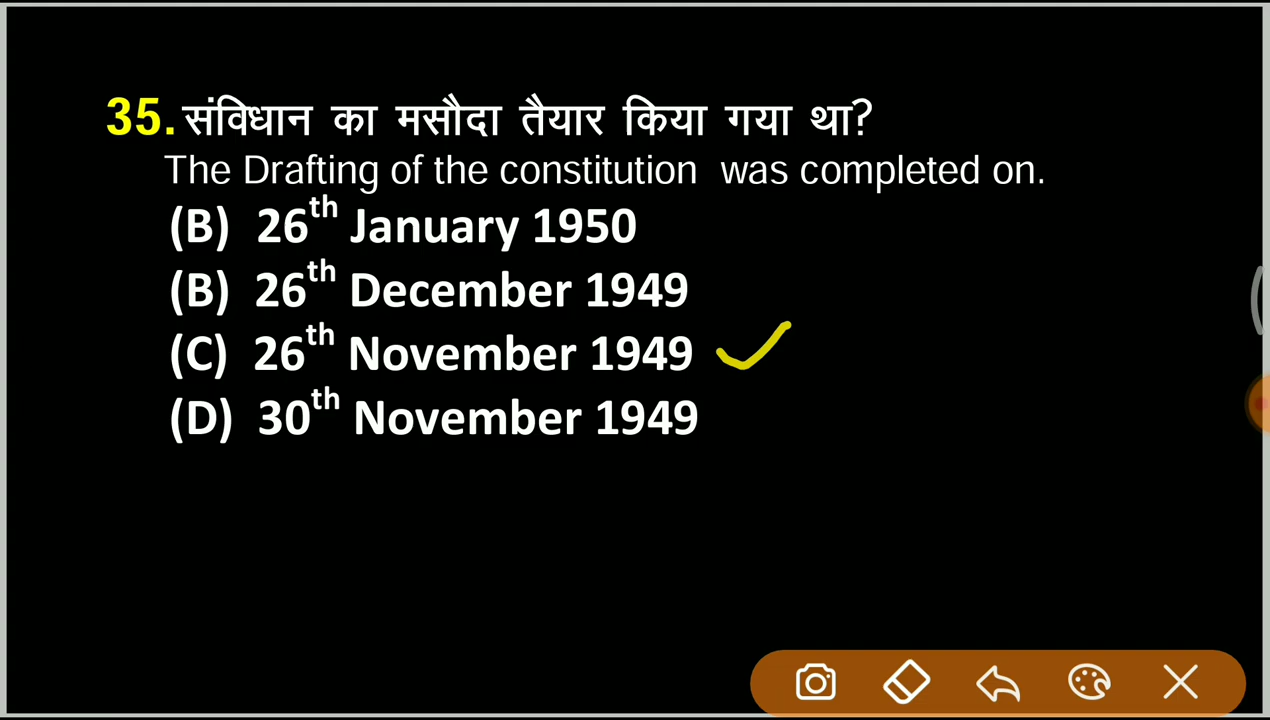 35. संविधान का मसौदा तैयार किया गया था?
The Drafting of the constitution was completed on.
(B) 26th January 1950
(B) 26th December 1949
(C) 26th November 1949
(D) 30th November 1949